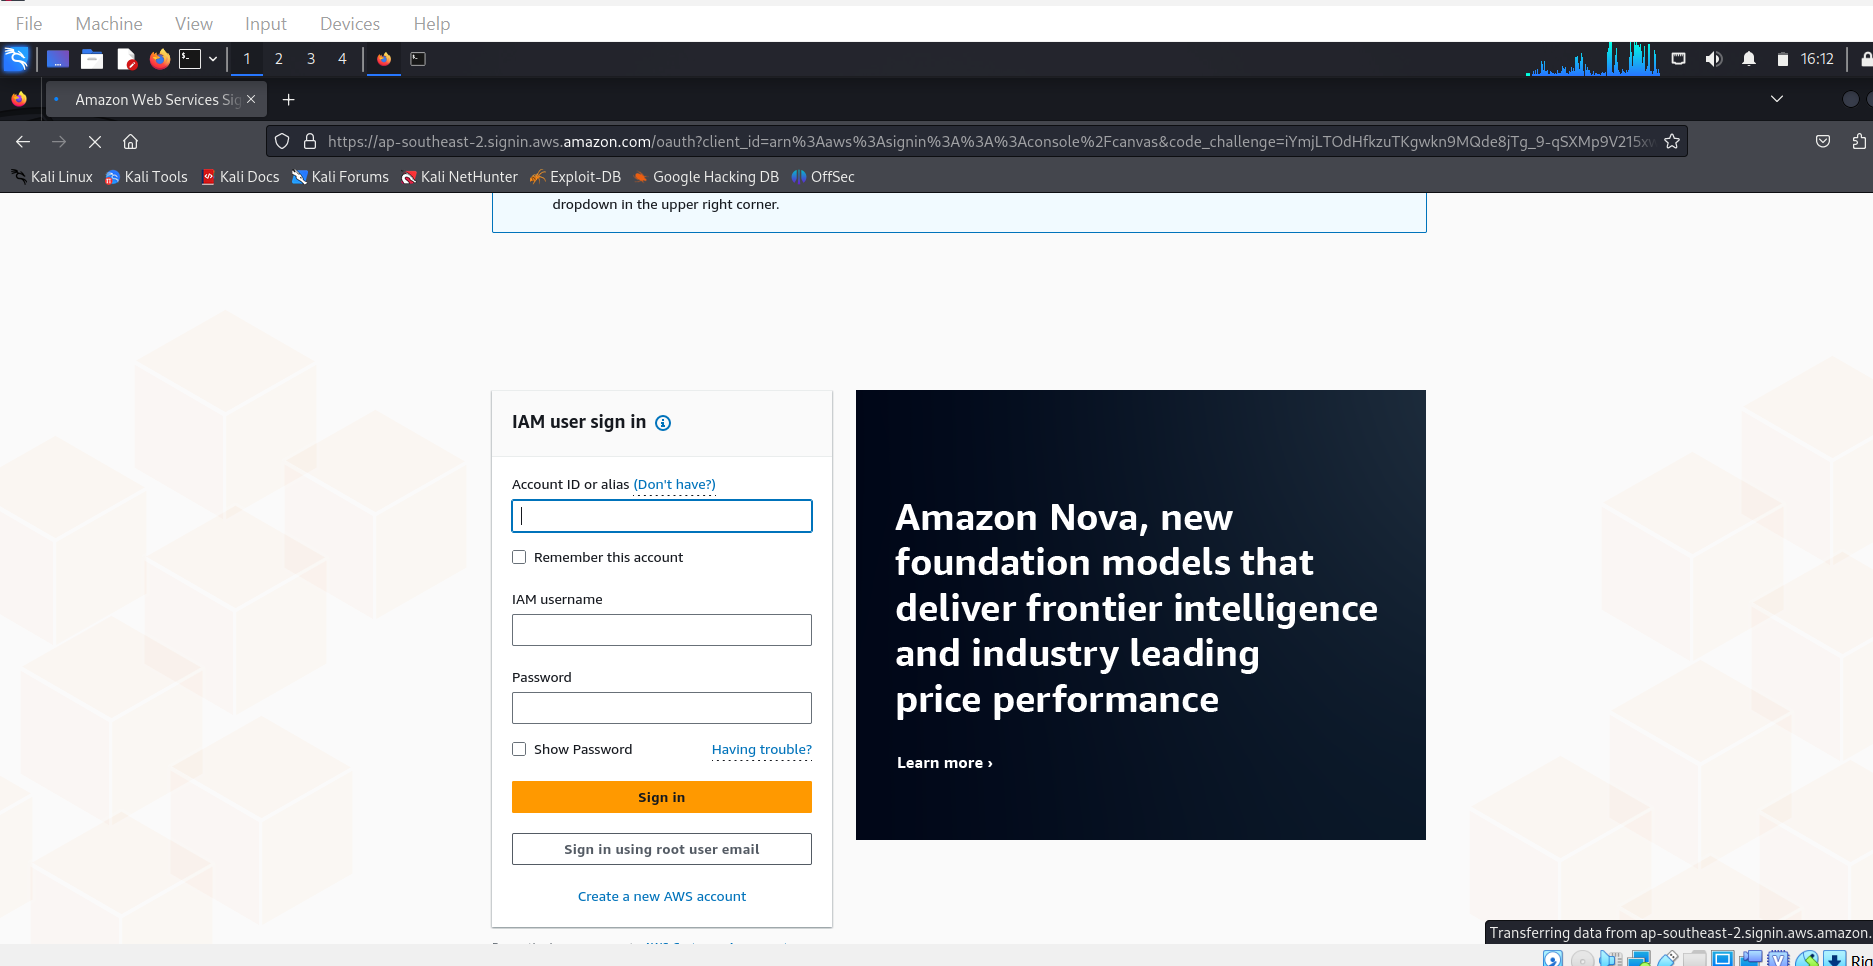 File Machine View Input Devices Help
1 2 3 4 16:12
Amazon Web Services Sig
https://ap-southeast-2.signin.aws.amazon.com/oauth?client_id=arn%3Aaws%3Asignin%3A%3A%3Aconsole%2Fcanvas&code_challenge=iYmjLTOdHfkzuTKgwkn9MQde8jTg_9-qSXMp9V215xw
Kali Linux Kali Tools Kali Docs Kali Forums Kali NetHunter Exploit-DB Google Hacking DB OffSec
dropdown in the upper right corner.
IAM user sign in
Account ID or alias (Don't have?)
Remember this account
IAM username
Password
Show Password Having trouble?
Sign in
Sign in using root user email
Create a new AWS account
Amazon Nova, new
foundation models that
deliver frontier intelligence
and industry leading
price performance
Learn more ›
Transferring data from ap-southeast-2.signin.aws.amazon.
Rig